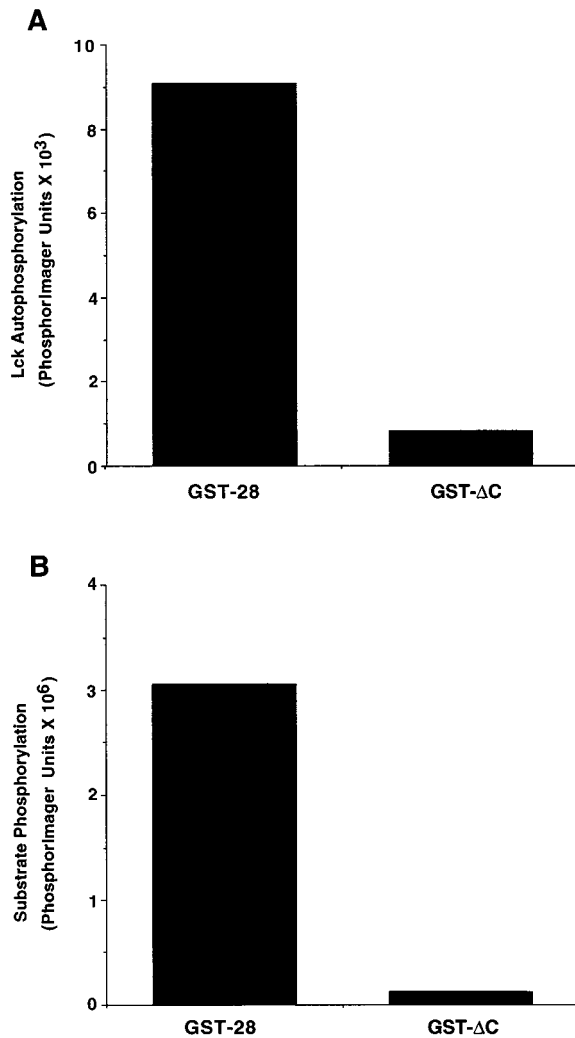 A
Lck Autophosphorylation
(PhosphorImager Units X 10³)
10
8
6
4
2
0
GST-28
GST-ΔC
B
Substrate Phosphorylation
(PhosphorImager Units X 10⁶)
4
3
2
1
0
GST-28
GST-ΔC